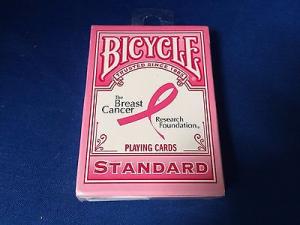 BICYCLE
TRUSTED SINCE 1885
The
Breast
Cancer
Research
Foundation
PLAYING CARDS
STANDARD